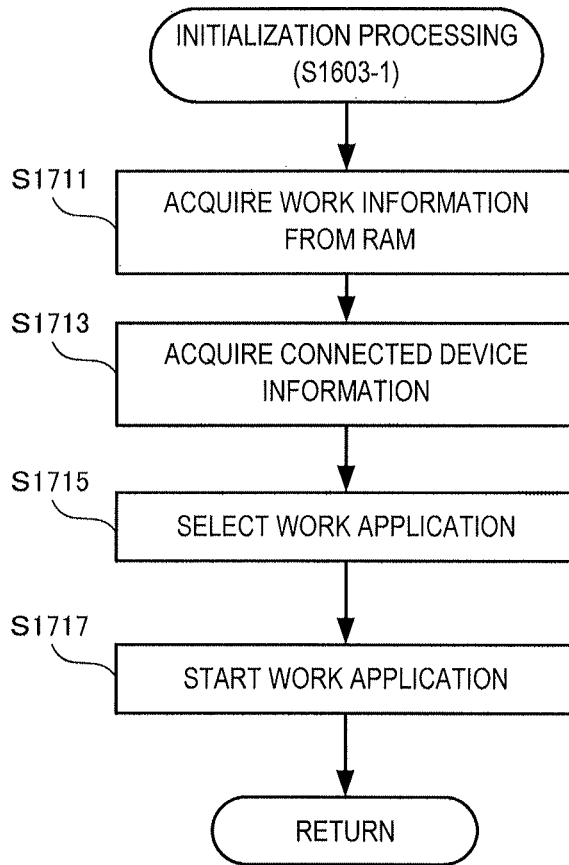 INITIALIZATION PROCESSING
(S1603-1)
S1711
ACQUIRE WORK INFORMATION
FROM RAM
S1713
ACQUIRE CONNECTED DEVICE
INFORMATION
S1715
SELECT WORK APPLICATION
S1717
START WORK APPLICATION
RETURN